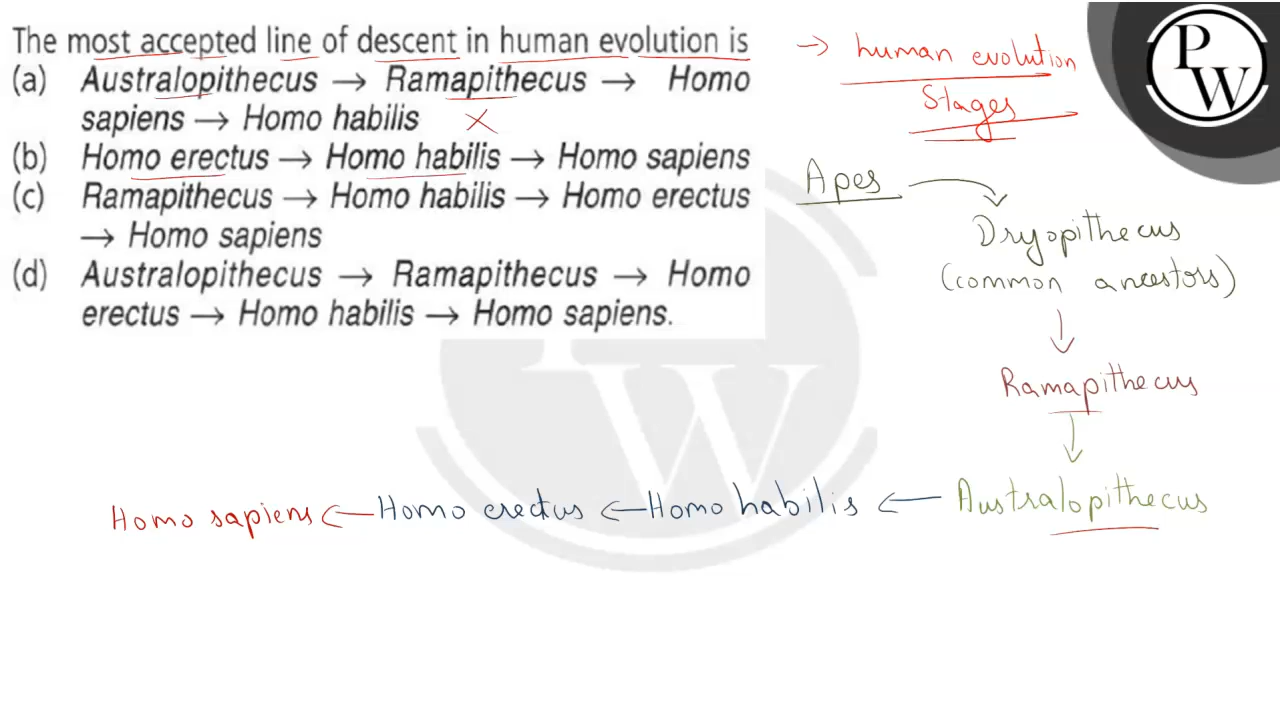 The most accepted line of descent in human evolution is
(a) Australopithecus → Ramapithecus → Homo
sapiens → Homo habilis
(b) Homo erectus → Homo habilis → Homo sapiens
(c) Ramapithecus → Homo habilis → Homo erectus
→ Homo sapiens
(d) Australopithecus → Ramapithecus → Homo
erectus → Homo habilis → Homo sapiens.
→ human evolution
Stages
PW
Apes
Dryopithecus
(common ancestors)
Ramapithecus
Australopithecus
Homo sapiens ← Homo erectus ← Homo habilis ←